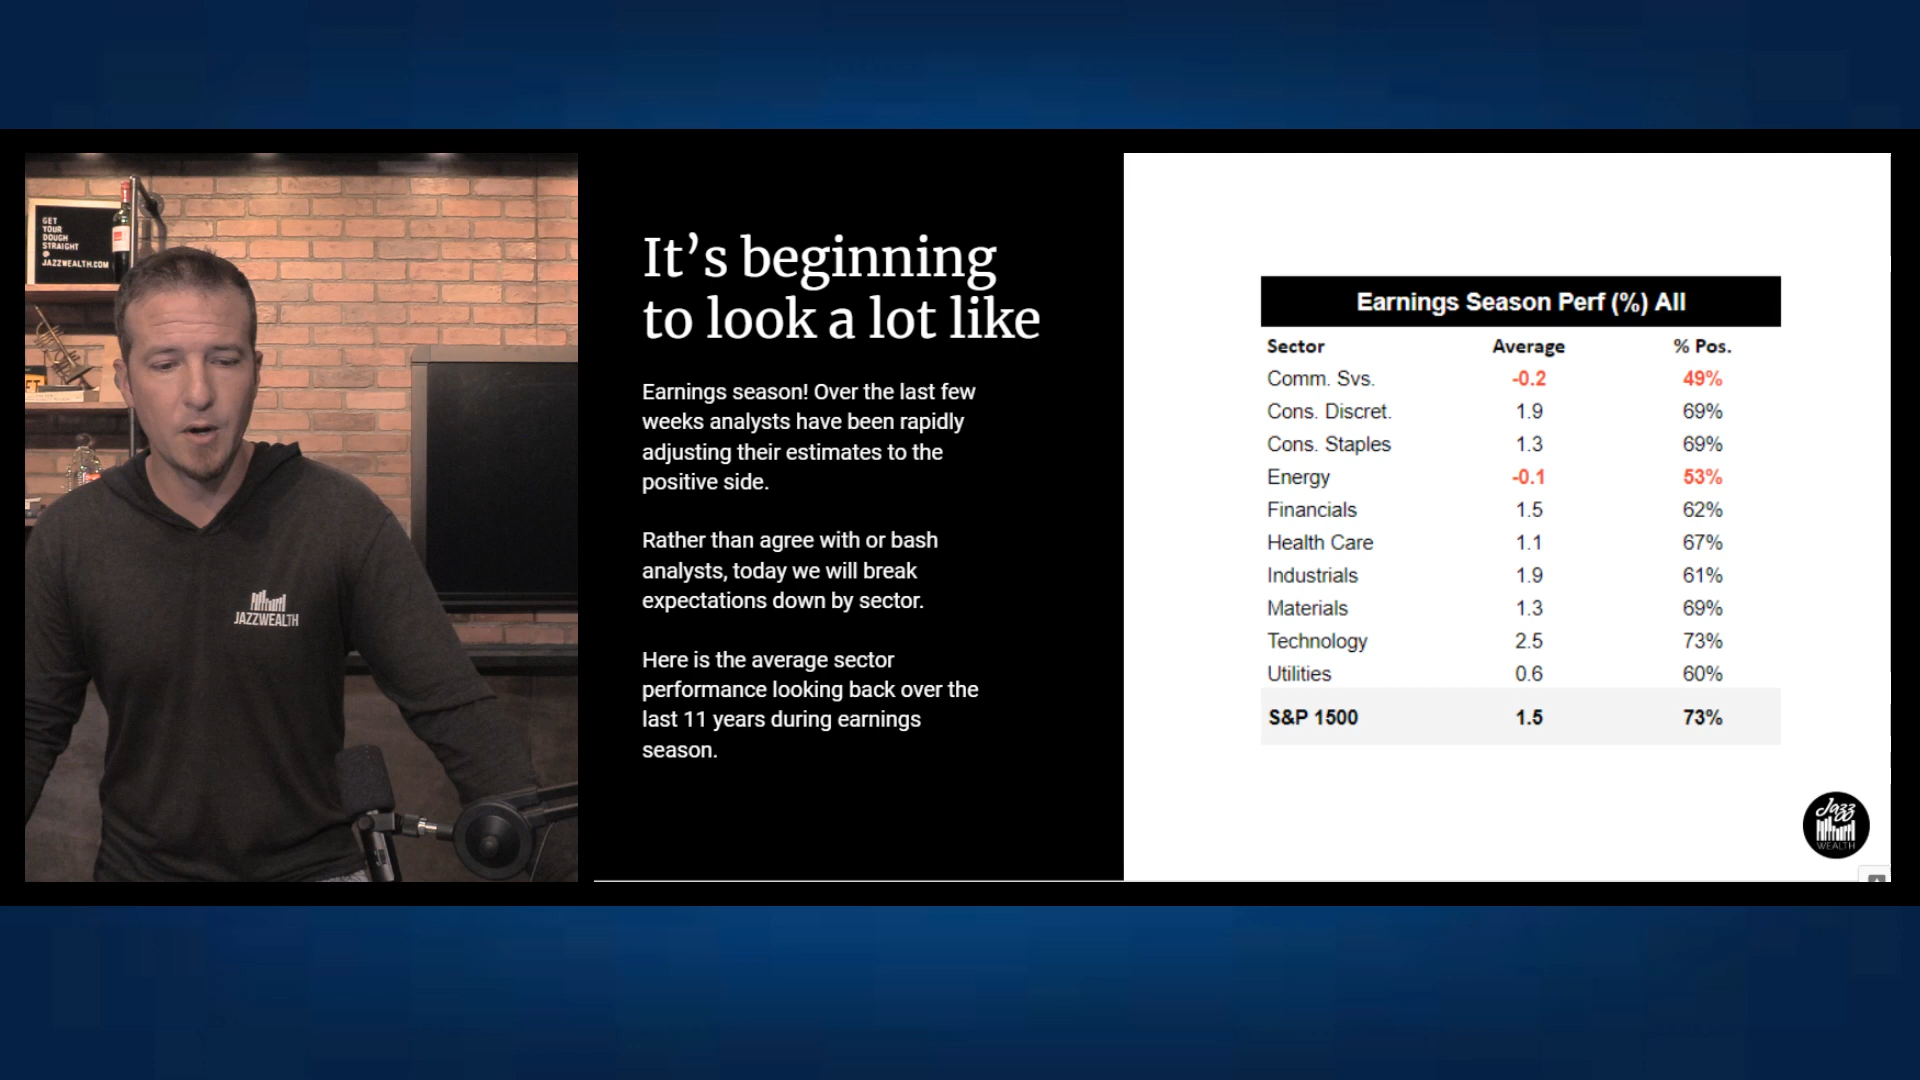 GET
YOUR
DOUGH
STRAIGHT
@
JAZZWEALTH.COM
JAZZWEALTH
It’s beginning
to look a lot like
Earnings season! Over the last few
weeks analysts have been rapidly
adjusting their estimates to the
positive side.
Rather than agree with or bash
analysts, today we will break
expectations down by sector.
Here is the average sector
performance looking back over the
last 11 years during earnings
season.
Earnings Season Perf (%) All
Sector Average % Pos.
Comm. Svs. -0.2 49%
Cons. Discret. 1.9 69%
Cons. Staples 1.3 69%
Energy -0.1 53%
Financials 1.5 62%
Health Care 1.1 67%
Industrials 1.9 61%
Materials 1.3 69%
Technology 2.5 73%
Utilities 0.6 60%
S&P 1500 1.5 73%
Jazz
WEALTH